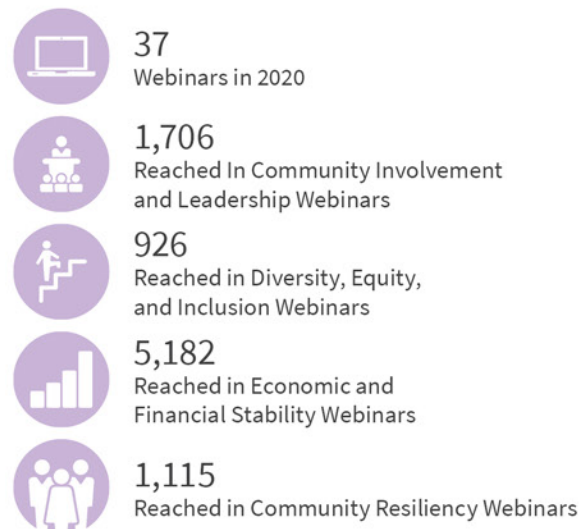 37
Webinars in 2020
1,706
Reached In Community Involvement
and Leadership Webinars
926
Reached in Diversity, Equity,
and Inclusion Webinars
5,182
Reached in Economic and
Financial Stability Webinars
1,115
Reached in Community Resiliency Webinars